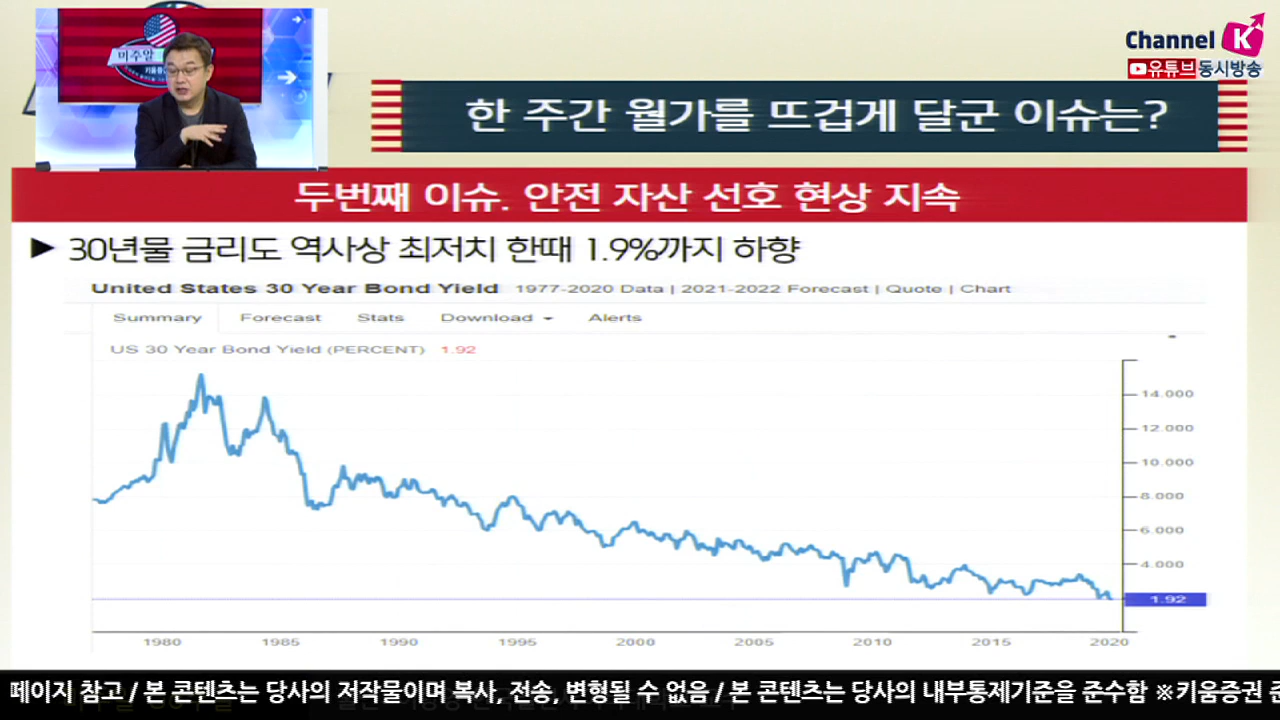 Channel K
유튜브 동시방송
미주알
한 주간 월가를 뜨겁게 달군 이슈는?
두번째 이슈. 안전 자산 선호 현상 지속
▶ 30년물 금리도 역사상 최저치 한때 1.9%까지 하향
United States 30 Year Bond Yield 1977-2020 Data | 2021-2022 Forecast | Quote | Chart
Summary Forecast Stats Download Alerts
US 30 Year Bond Yield (PERCENT) 1.92
14.000
12.000
10.000
8.000
6.000
4.000
1.92
1980 1985 1990 1995 2000 2005 2010 2015 2020
페이지 참고 / 본 콘텐츠는 당사의 저작물이며 복사, 전송, 변형될 수 없음 / 본 콘텐츠는 당사의 내부통제기준을 준수함 ※키움증권 준